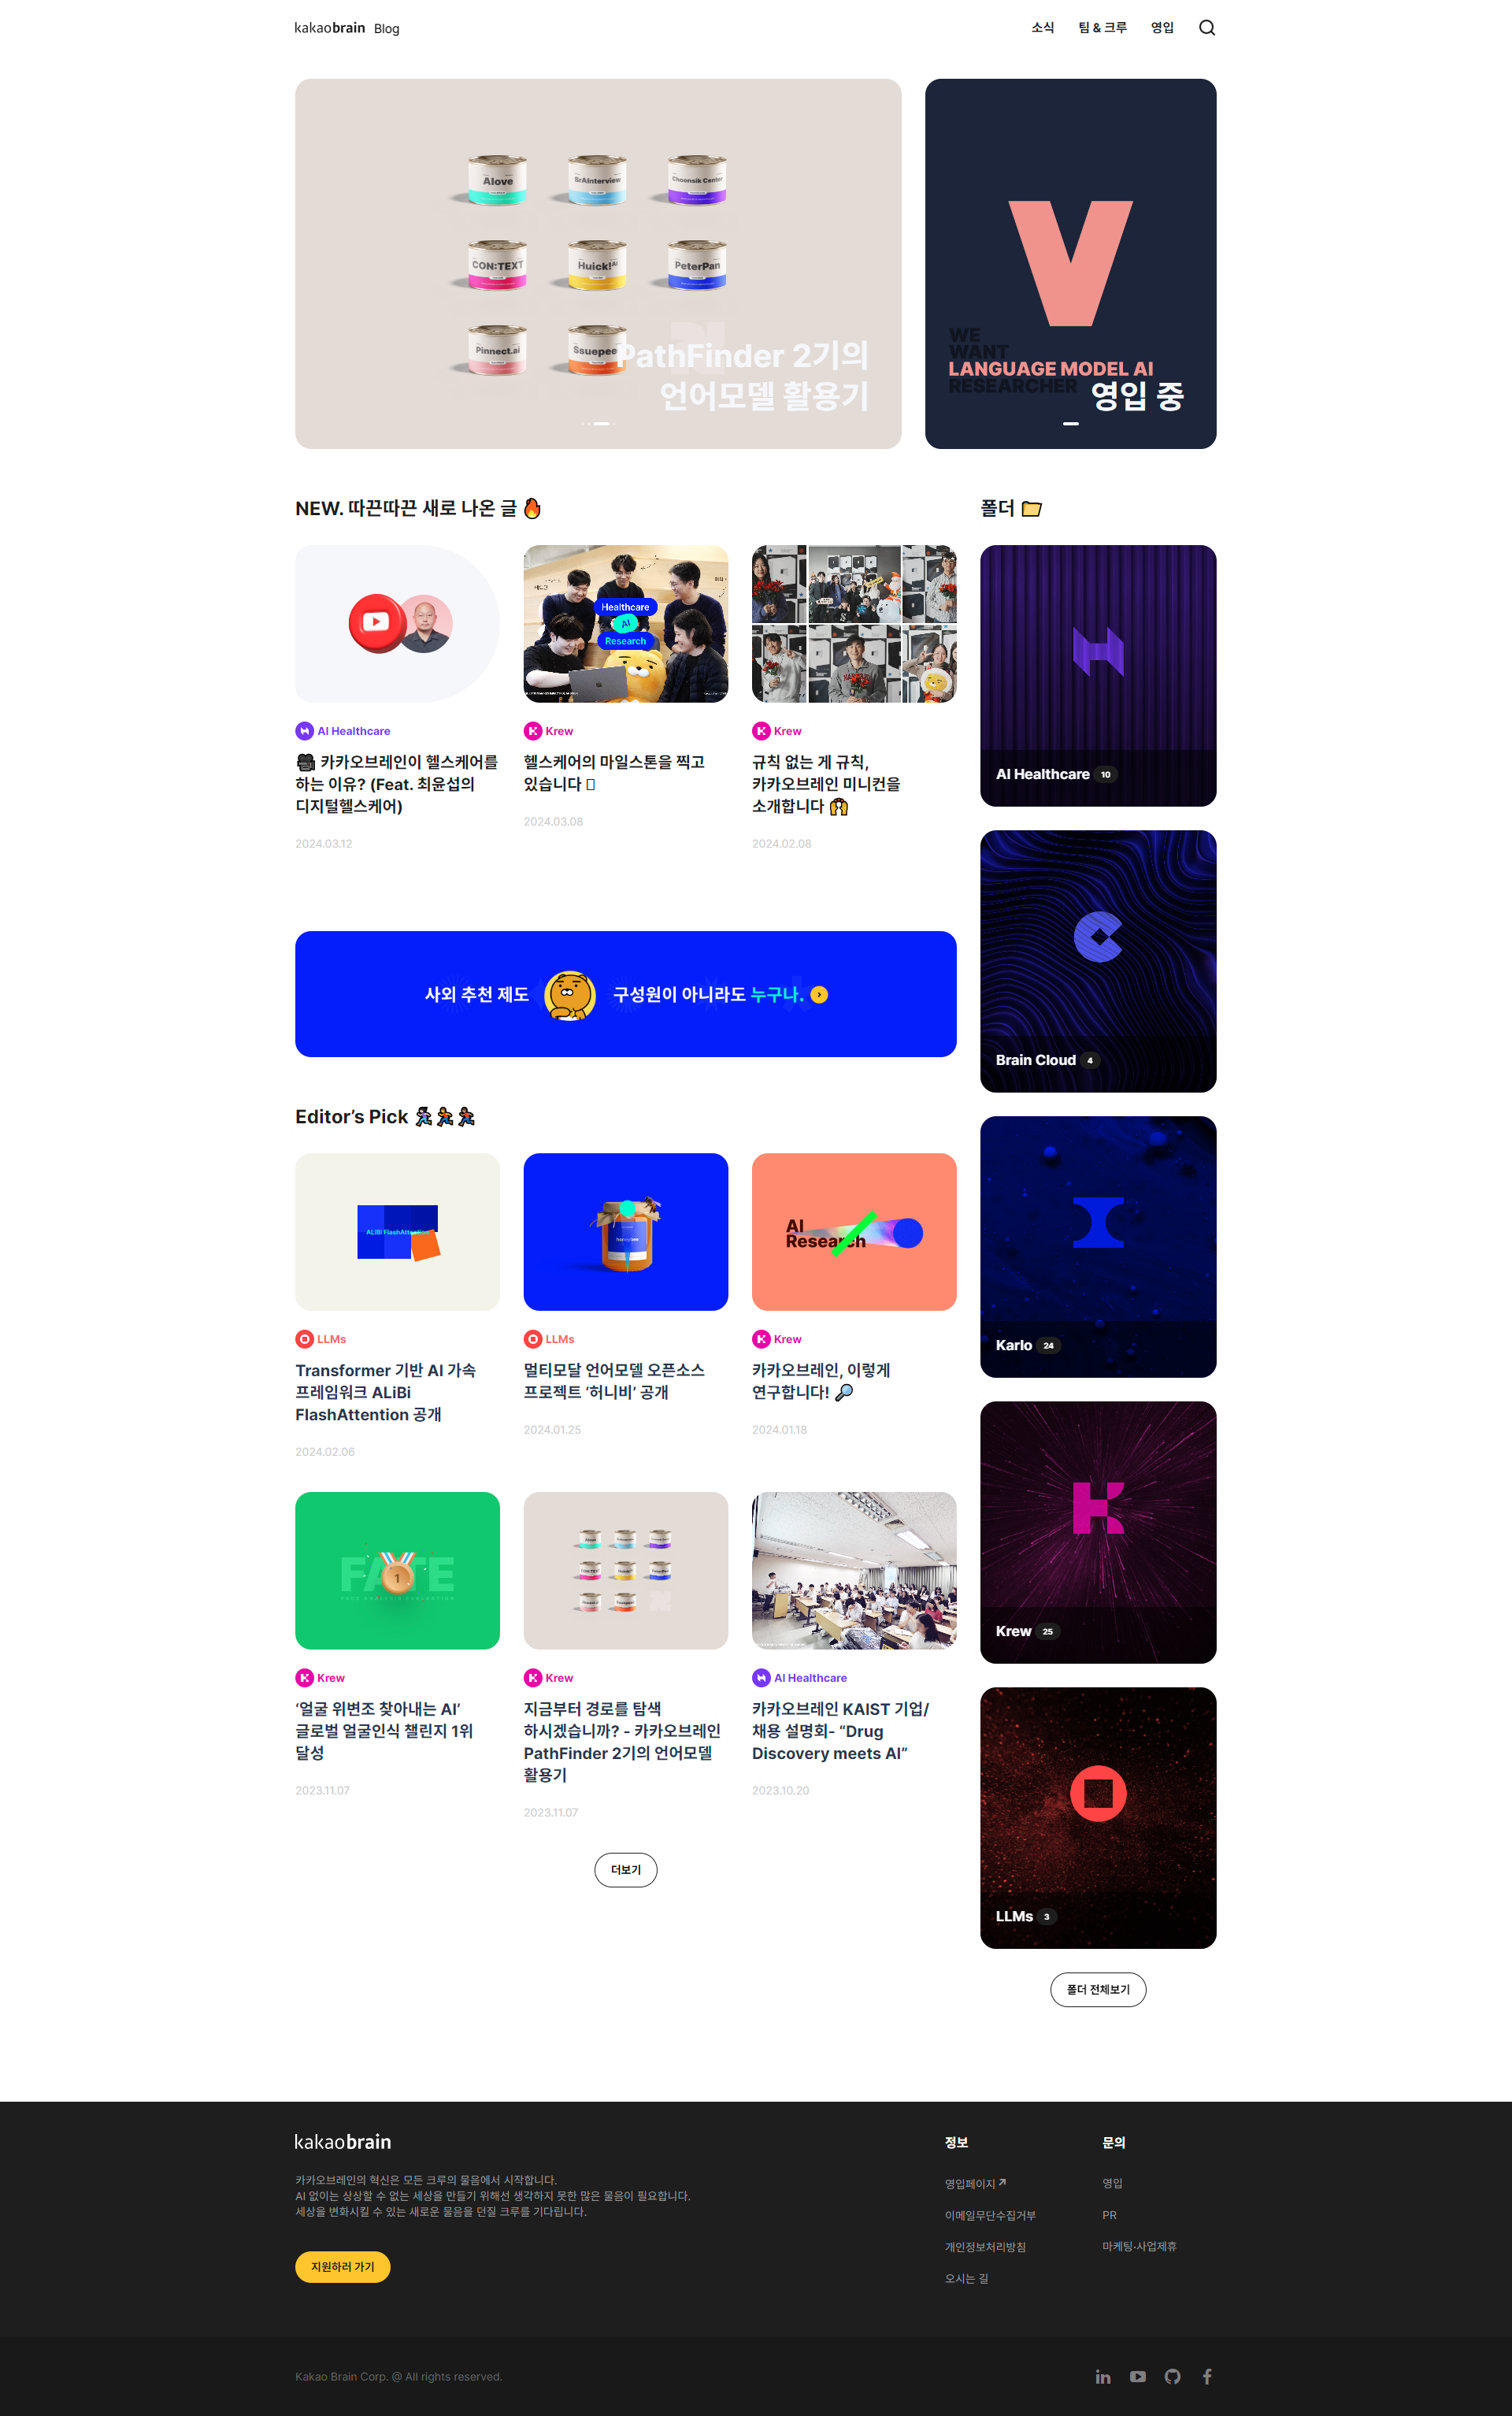 kakaobrain Blog
소식 팀 & 크루 영입
Alove
BrAInterview
Choonsik Center
CON:TEXT
Huick!AI
PeterPan
Pinnect.ai
Ssuepee
PathFinder 2기의
언어모델 활용기
V
WE
WANT
LANGUAGE MODEL AI
RESEARCHER
영입 중
NEW. 따끈따끈 새로 나온 글
Healthcare
AI
Research
AI Healthcare
카카오브레인이 헬스케어를
하는 이유? (Feat. 최윤섭의
디지털헬스케어)
2024.03.12
Krew
헬스케어의 마일스톤을 찍고
있습니다
2024.03.08
Krew
규칙 없는 게 규칙,
카카오브레인 미니컨을
소개합니다
2024.02.08
사외 추천 제도 구성원이 아니라도 누구나.
Editor’s Pick
ALiBi FlashAttention
LLMs
Transformer 기반 AI 가속
프레임워크 ALiBi
FlashAttention 공개
2024.02.06
LLMs
멀티모달 언어모델 오픈소스
프로젝트 ‘허니비’ 공개
2024.01.25
AI
Research
Krew
카카오브레인, 이렇게
연구합니다!
2024.01.18
1
Krew
‘얼굴 위변조 찾아내는 AI’
글로벌 얼굴인식 챌린지 1위
달성
2023.11.07
Krew
지금부터 경로를 탐색
하시겠습니까? - 카카오브레인
PathFinder 2기의 언어모델
활용기
2023.11.07
AI Healthcare
카카오브레인 KAIST 기업/
채용 설명회- “Drug
Discovery meets AI”
2023.10.20
더보기
폴더
AI Healthcare 10
Brain Cloud 4
Karlo 24
Krew 25
LLMs 3
폴더 전체보기
kakaobrain
카카오브레인의 혁신은 모든 크루의 물음에서 시작합니다.
AI 없이는 상상할 수 없는 세상을 만들기 위해선 생각하지 못한 많은 물음이 필요합니다.
세상을 변화시킬 수 있는 새로운 물음을 던질 크루를 기다립니다.
지원하러 가기
정보
영입페이지
이메일무단수집거부
개인정보처리방침
오시는 길
문의
영입
PR
마케팅·사업제휴
Kakao Brain Corp. @ All rights reserved.